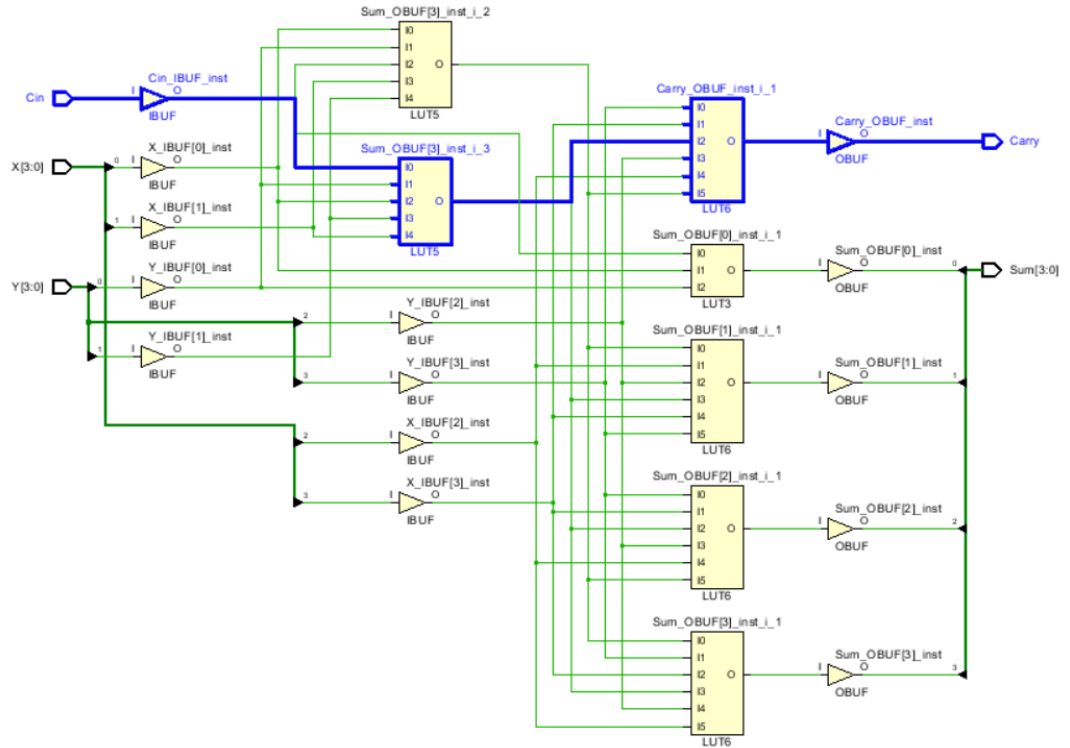 Sum_OBUF[3]_inst_i_2
I0
I1
I2
I3
I4
O
LUT5
Cin
Cin_IBUF_inst
I
O
IBUF
X[3:0]
0
X_IBUF[0]_inst
I
O
IBUF
1
X_IBUF[1]_inst
I
O
IBUF
Y[3:0]
0
Y_IBUF[0]_inst
I
O
IBUF
1
Y_IBUF[1]_inst
I
O
IBUF
Sum_OBUF[3]_inst_i_3
I0
I1
I2
I3
I4
O
LUT5
2
Y_IBUF[2]_inst
I
O
IBUF
3
Y_IBUF[3]_inst
I
O
IBUF
2
X_IBUF[2]_inst
I
O
IBUF
3
X_IBUF[3]_inst
I
O
IBUF
Carry_OBUF_inst_i_1
I0
I1
I2
I3
I4
I5
O
LUT6
Carry_OBUF_inst
I
O
OBUF
Carry
Sum_OBUF[0]_inst_i_1
I0
I1
I2
O
LUT3
Sum_OBUF[0]_inst
I
O
OBUF
0
Sum[3:0]
Sum_OBUF[1]_inst_i_1
I0
I1
I2
I3
I4
I5
O
LUT6
Sum_OBUF[1]_inst
I
O
OBUF
1
Sum_OBUF[2]_inst_i_1
I0
I1
I2
I3
I4
I5
O
LUT6
Sum_OBUF[2]_inst
I
O
OBUF
2
Sum_OBUF[3]_inst_i_1
I0
I1
I2
I3
I4
I5
O
LUT6
Sum_OBUF[3]_inst
I
O
OBUF
3